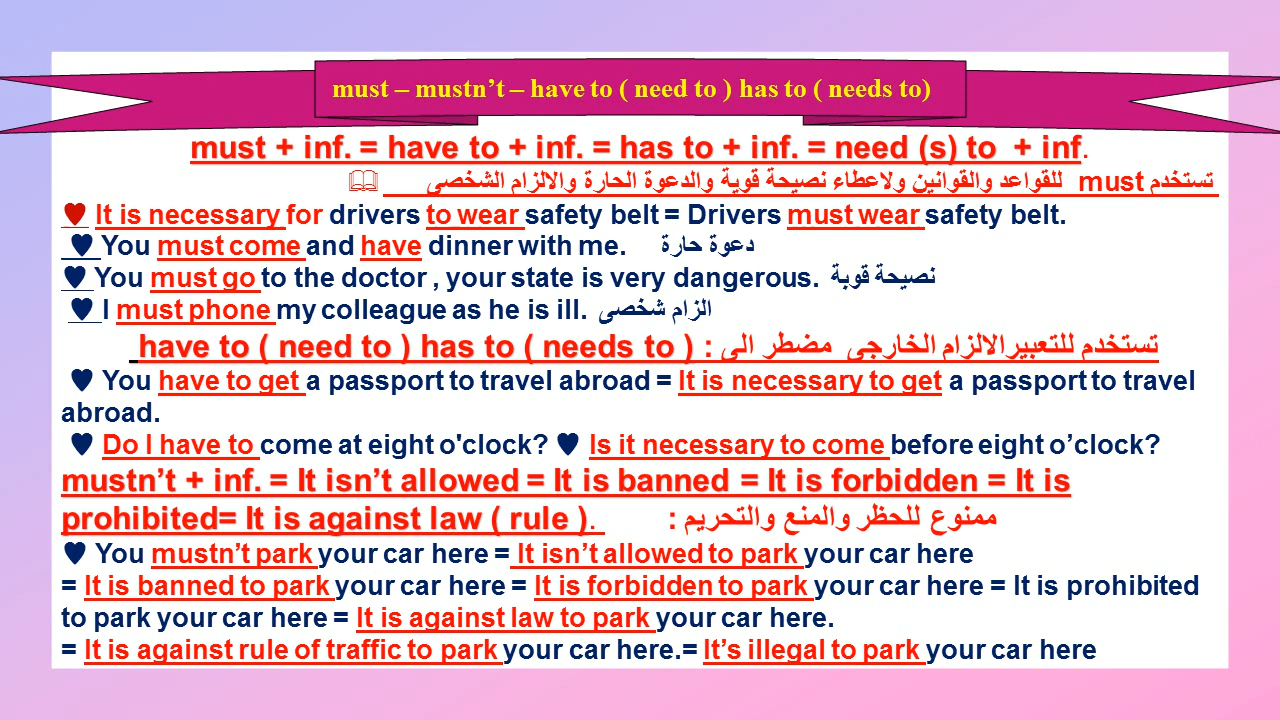 must – mustn’t – have to ( need to ) has to ( needs to)
must + inf. = have to + inf. = has to + inf. = need (s) to + inf.
تستخدم must للقواعد والقوانين ولاعطاء نصيحة قوية والدعوة الحارة والالزام الشخصى 🕮
♥ It is necessary for drivers to wear safety belt = Drivers must wear safety belt.
♥ You must come and have dinner with me. دعوة حارة
♥ You must go to the doctor , your state is very dangerous. نصيحة قوية
♥ I must phone my colleague as he is ill. الزام شخصى
have to ( need to ) has to ( needs to ) : تستخدم للتعبيرالالزام الخارجى مضطر الى
♥ You have to get a passport to travel abroad = It is necessary to get a passport to travel
abroad.
♥ Do I have to come at eight o'clock? ♥ Is it necessary to come before eight o’clock?
mustn’t + inf. = It isn’t allowed = It is banned = It is forbidden = It is
prohibited= It is against law ( rule ). ممنوع للحظر والمنع والتحريم :
♥ You mustn’t park your car here = It isn’t allowed to park your car here
= It is banned to park your car here = It is forbidden to park your car here = It is prohibited
to park your car here = It is against law to park your car here.
= It is against rule of traffic to park your car here.= It’s illegal to park your car here